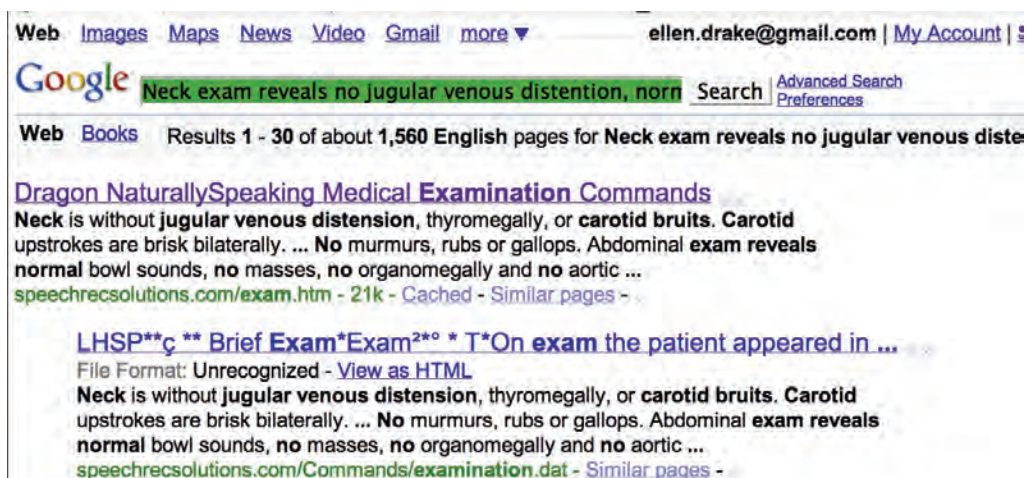 Web Images Maps News Video Gmail more ▼ ellen.drake@gmail.com | My Account |
Google Neck exam reveals no jugular venous distention, norn Search Advanced Search
Preferences
Web Books Results 1 - 30 of about 1,560 English pages for Neck exam reveals no jugular venous diste
Dragon NaturallySpeaking Medical Examination Commands
Neck is without jugular venous distension, thyromegally, or carotid bruits. Carotid
upstrokes are brisk bilaterally. ... No murmurs, rubs or gallops. Abdominal exam reveals
normal bowl sounds, no masses, no organomegally and no aortic ...
speechrecsolutions.com/exam.htm - 21k - Cached - Similar pages -
LHSP**ç ** Brief Exam*Exam²*° * T*On exam the patient appeared in ...
File Format: Unrecognized - View as HTML
Neck is without jugular venous distension, thyromegally, or carotid bruits. Carotid
upstrokes are brisk bilaterally. ... No murmurs, rubs or gallops. Abdominal exam reveals
normal bowl sounds, no masses, no organomegally and no aortic ...
speechrecsolutions.com/Commands/examination.dat - Similar pages -